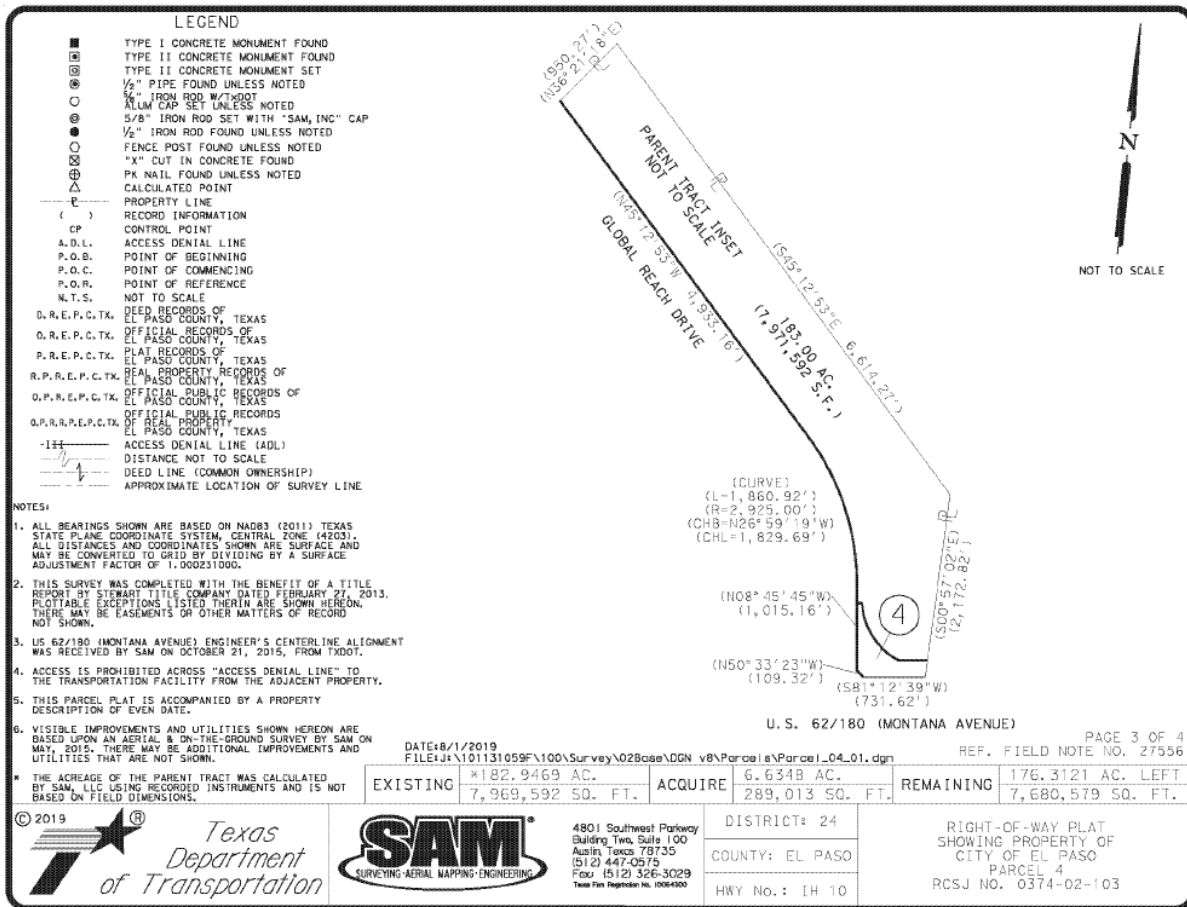 LEGEND
TYPE I CONCRETE MONUMENT FOUND
TYPE II CONCRETE MONUMENT FOUND
TYPE II CONCRETE MONUMENT SET
1/2" PIPE FOUND UNLESS NOTED
5/8" IRON ROD W/TxDOT
ALUM CAP SET UNLESS NOTED
5/8" IRON ROD SET WITH "SAM, INC" CAP
1/2" IRON ROD FOUND UNLESS NOTED
FENCE POST FOUND UNLESS NOTED
"X" CUT IN CONCRETE FOUND
PK NAIL FOUND UNLESS NOTED
CALCULATED POINT
PROPERTY LINE
( ) RECORD INFORMATION
CP CONTROL POINT
A.D.L. ACCESS DENIAL LINE
P.O.B. POINT OF BEGINNING
P.O.C. POINT OF COMMENCING
P.O.R. POINT OF REFERENCE
N.T.S. NOT TO SCALE
D.R.E.P.C.TX. DEED RECORDS OF
EL PASO COUNTY, TEXAS
O.R.E.P.C.TX. OFFICIAL RECORDS OF
EL PASO COUNTY, TEXAS
P.R.E.P.C.TX. PLAT RECORDS OF
EL PASO COUNTY, TEXAS
R.P.R.E.P.C.TX. REAL PROPERTY RECORDS OF
EL PASO COUNTY, TEXAS
O.P.R.E.P.C.TX. OFFICIAL PUBLIC RECORDS OF
EL PASO COUNTY, TEXAS
O.P.R.R.P.E.P.C.TX. OFFICIAL PUBLIC RECORDS
OF REAL PROPERTY
EL PASO COUNTY, TEXAS
ACCESS DENIAL LINE (ADL)
DISTANCE NOT TO SCALE
DEED LINE (COMMON OWNERSHIP)
APPROXIMATE LOCATION OF SURVEY LINE
NOTES:
1. ALL BEARINGS SHOWN ARE BASED ON NAD83 (2011) TEXAS
STATE PLANE COORDINATE SYSTEM, CENTRAL ZONE (4203).
ALL DISTANCES AND COORDINATES SHOWN ARE SURFACE AND
MAY BE CONVERTED TO GRID BY DIVIDING BY A SURFACE
ADJUSTMENT FACTOR OF 1.000231000.
2. THIS SURVEY WAS COMPLETED WITH THE BENEFIT OF A TITLE
REPORT BY STEWART TITLE COMPANY DATED FEBRUARY 27, 2013.
PLOTTABLE EXCEPTIONS LISTED THERIN ARE SHOWN HEREON.
THERE MAY BE EASEMENTS OR OTHER MATTERS OF RECORD
NOT SHOWN.
3. US 62/180 (MONTANA AVENUE) ENGINEER'S CENTERLINE ALIGNMENT
WAS RECEIVED BY SAM ON OCTOBER 21, 2015, FROM TXDOT.
4. ACCESS IS PROHIBITED ACROSS "ACCESS DENIAL LINE" TO
THE TRANSPORTATION FACILITY FROM THE ADJACENT PROPERTY.
5. THIS PARCEL PLAT IS ACCOMPANIED BY A PROPERTY
DESCRIPTION OF EVEN DATE.
6. VISIBLE IMPROVEMENTS AND UTILITIES SHOWN HEREON ARE
BASED UPON AN AERIAL & ON-THE-GROUND SURVEY BY SAM ON
MAY, 2015. THERE MAY BE ADDITIONAL IMPROVEMENTS AND
UTILITIES THAT ARE NOT SHOWN.
* THE ACREAGE OF THE PARENT TRACT WAS CALCULATED
BY SAM, LLC USING RECORDED INSTRUMENTS AND IS NOT
BASED ON FIELD DIMENSIONS.
(950.27')
(N36°21'18"E)
PARENT TRACT INSET
NOT TO SCALE
(N45°12'53"W 4,933.16')
GLOBAL REACH DRIVE
(S45°12'53"E 6,614.27')
183.00 AC.
(7,971,592 S.F.)
N
NOT TO SCALE
(CURVE)
(L=1,860.92')
(R=2,925.00')
(CHB=N26°59'19"W)
(CHL=1,829.69')
(N08°45'45"W)
(1,015.16')
4
(S00°57'02"E)
(2,172.82')
(N50°33'23"W)
(109.32')
(S81°12'39"W)
(731.62')
U.S. 62/180 (MONTANA AVENUE)
PAGE 3 OF 4
REF. FIELD NOTE NO. 27556
DATE:8/1/2019
FILE:J:\101131059F\100\Survey\02Base\DGN v8\Parcels\Parcel_04_01.dgn
EXISTING *182.9469 AC. ACQUIRE 6.6348 AC. REMAINING 176.3121 AC. LEFT
7,969,592 SQ. FT. 289,013 SQ. FT. 7,680,579 SQ. FT.
© 2019 ®
Texas
Department
of Transportation
SAM®
SURVEYING·AERIAL MAPPING·ENGINEERING
4801 Southwest Parkway
Building Two, Suite 100
Austin, Texas 78735
(512) 447-0575
Fax: (512) 326-3029
Texas Firm Registration No. 10064300
DISTRICT: 24
COUNTY: EL PASO
HWY No.: IH 10
RIGHT-OF-WAY PLAT
SHOWING PROPERTY OF
CITY OF EL PASO
PARCEL 4
RCSJ NO. 0374-02-103